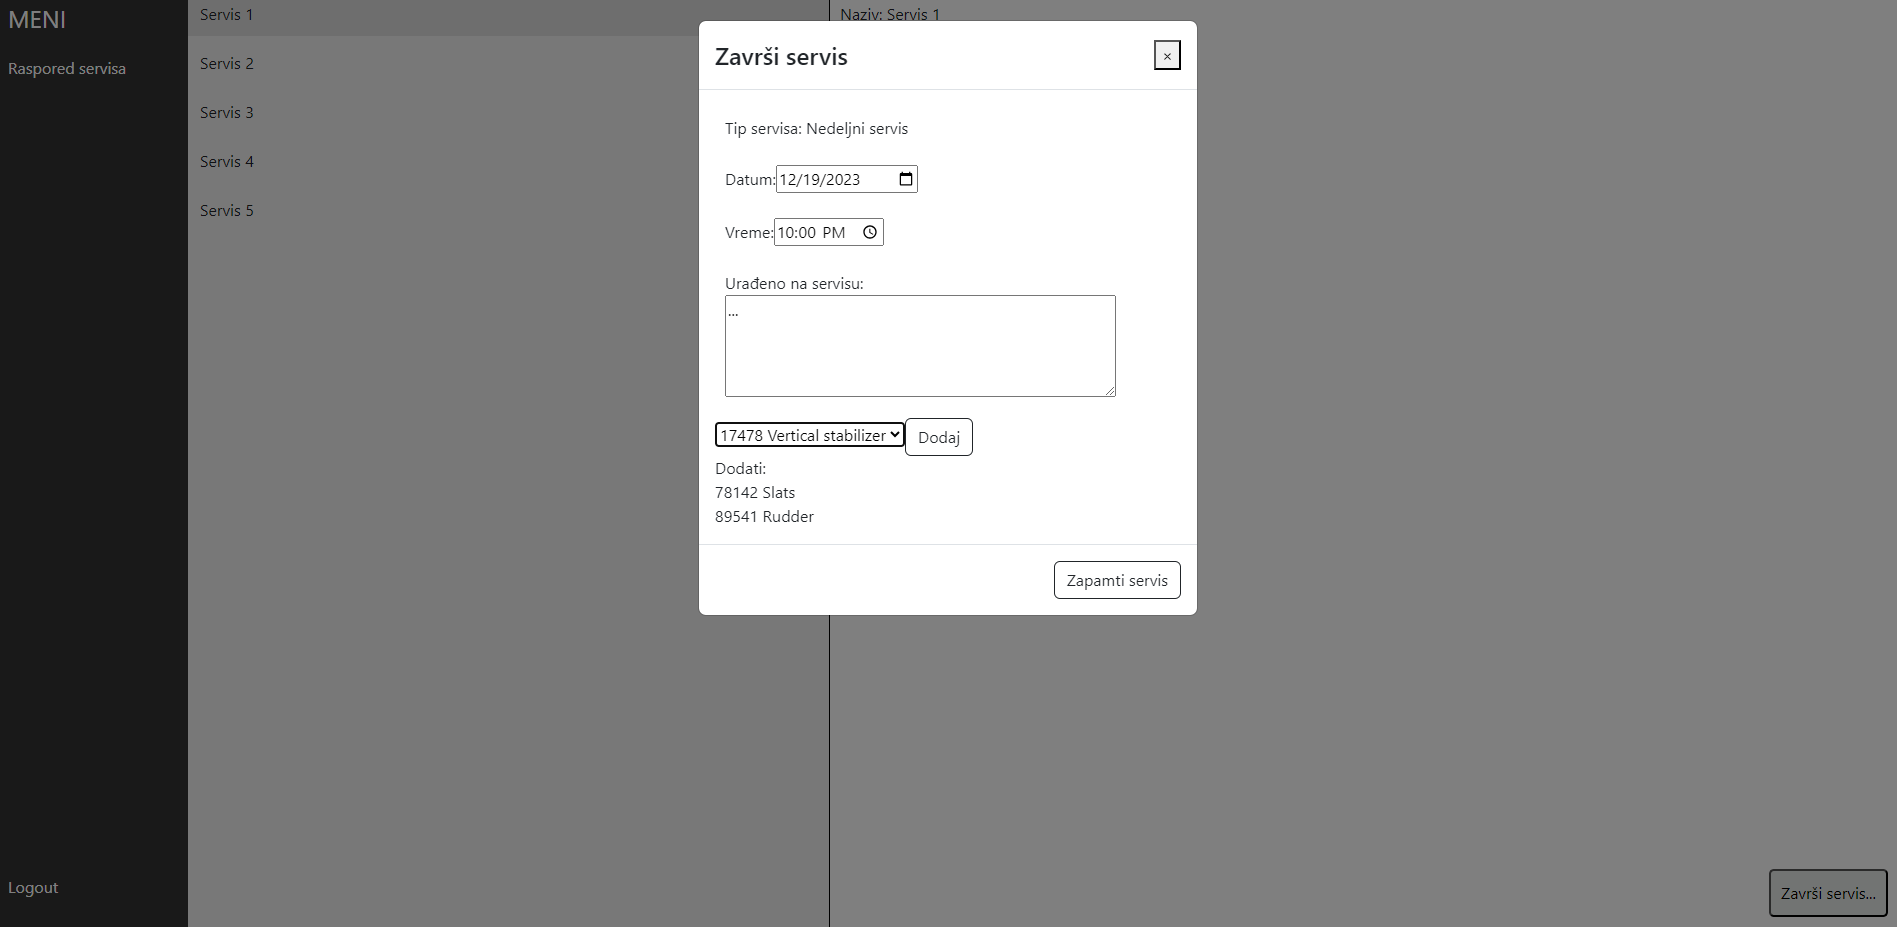 MENI
Raspored servisa
Logout
Servis 1
Servis 2
Servis 3
Servis 4
Servis 5
Naziv: Servis 1
Završi servis
×
Tip servisa: Nedeljni servis
Datum: 12/19/2023
Vreme: 10:00 PM
Urađeno na servisu:
...
17478 Vertical stabilizer Dodaj
Dodati:
78142 Slats
89541 Rudder
Zapamti servis
Završi servis...